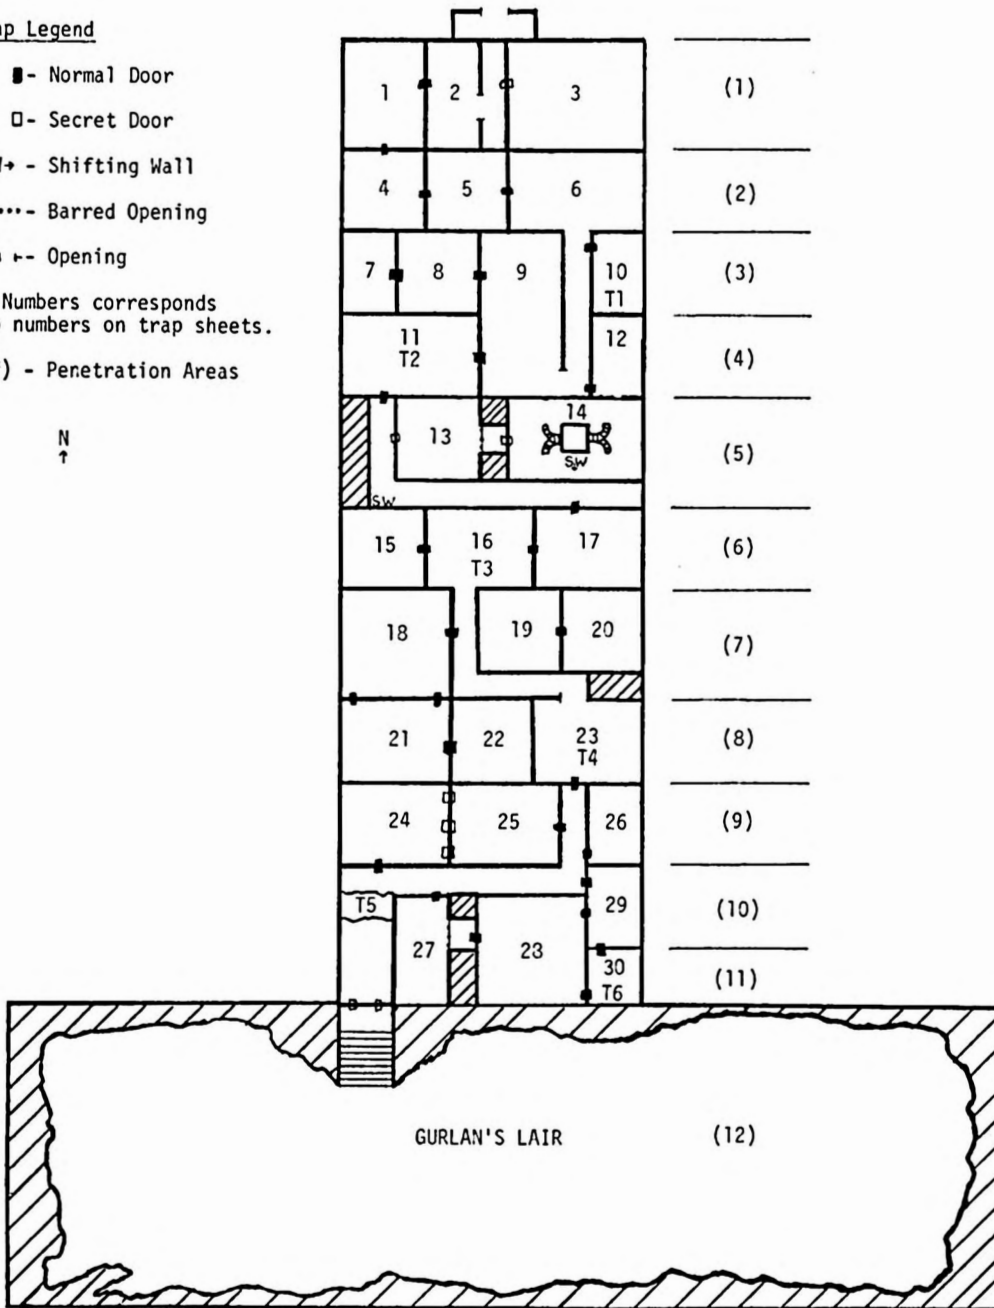 Legend
- Normal Door
- Secret Door
- Shifting Wall
- Barred Opening
- Opening
Numbers corresponds
numbers on trap sheets.
- Penetration Areas
N
1 2 3 (1)
4 5 6 (2)
7 8 9 10 (3)
T1
11 12 (4)
T2
13 14 (5)
SW
SW
15 16 17 (6)
T3
18 19 20 (7)
21 22 23 (8)
T4
24 25 26 (9)
T5 29 (10)
27 28 30 (11)
T6
GURLAN'S LAIR (12)